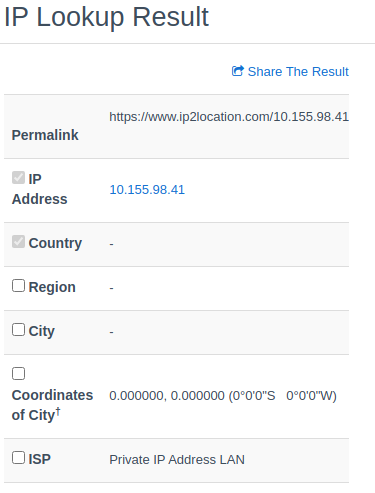 IP Lookup Result
Share The Result
https://www.ip2location.com/10.155.98.41
Permalink
IP
Address
10.155.98.41
Country -
Region -
City -
Coordinates
of City† 0.000000, 0.000000 (0°0'0"S 0°0'0"W)
ISP Private IP Address LAN